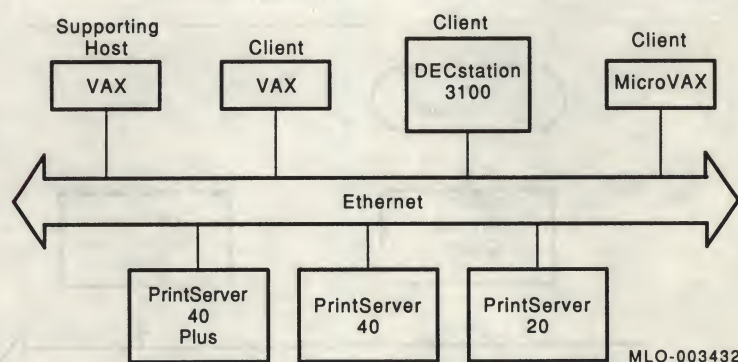 Supporting
Host
VAX
Client
VAX
Client
DECstation
3100
Client
MicroVAX
Ethernet
PrintServer
40
Plus
PrintServer
40
PrintServer
20
MLO-003432